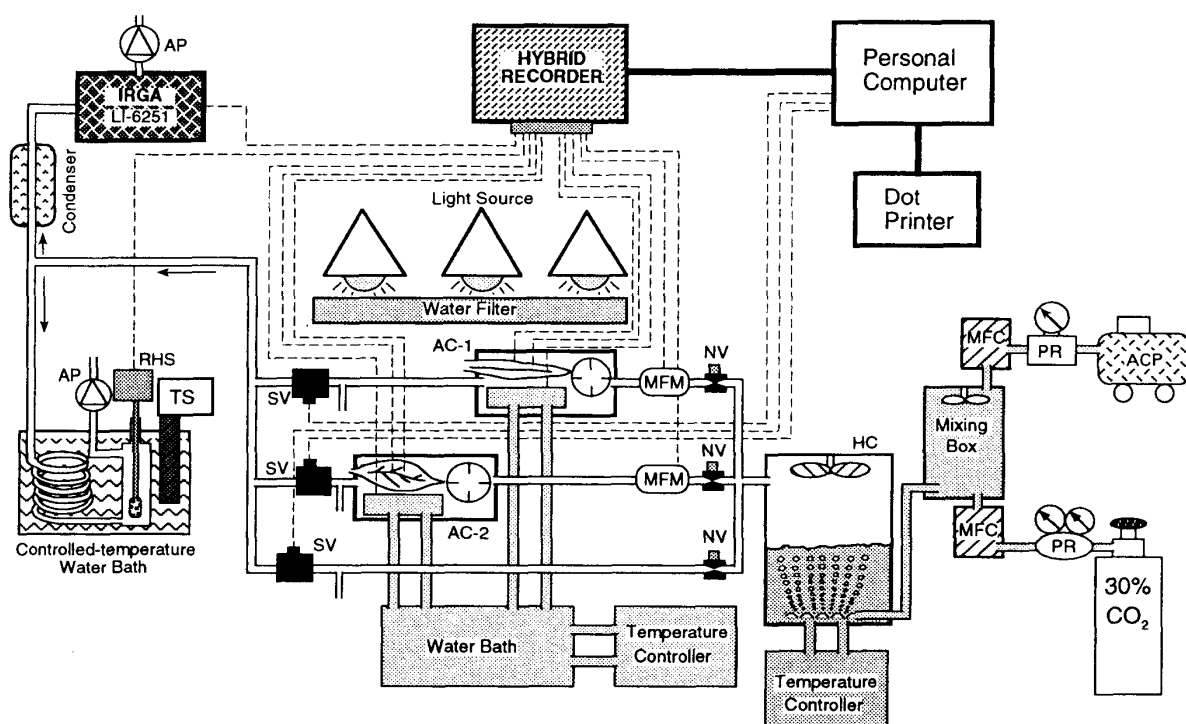 AP
IRGA
LI-6251
HYBRID
RECORDER
Personal
Computer
Dot
Printer
Condenser
Light Source
Water Filter
AC-1
NV
MFM
SV
RHS
AP
TS
Controlled-temperature
Water Bath
SV
AC-2
MFM
NV
HC
SV
NV
Water Bath
Temperature
Controller
Temperature
Controller
MFC
PR
ACP
Mixing
Box
MFC
PR
30%
CO₂